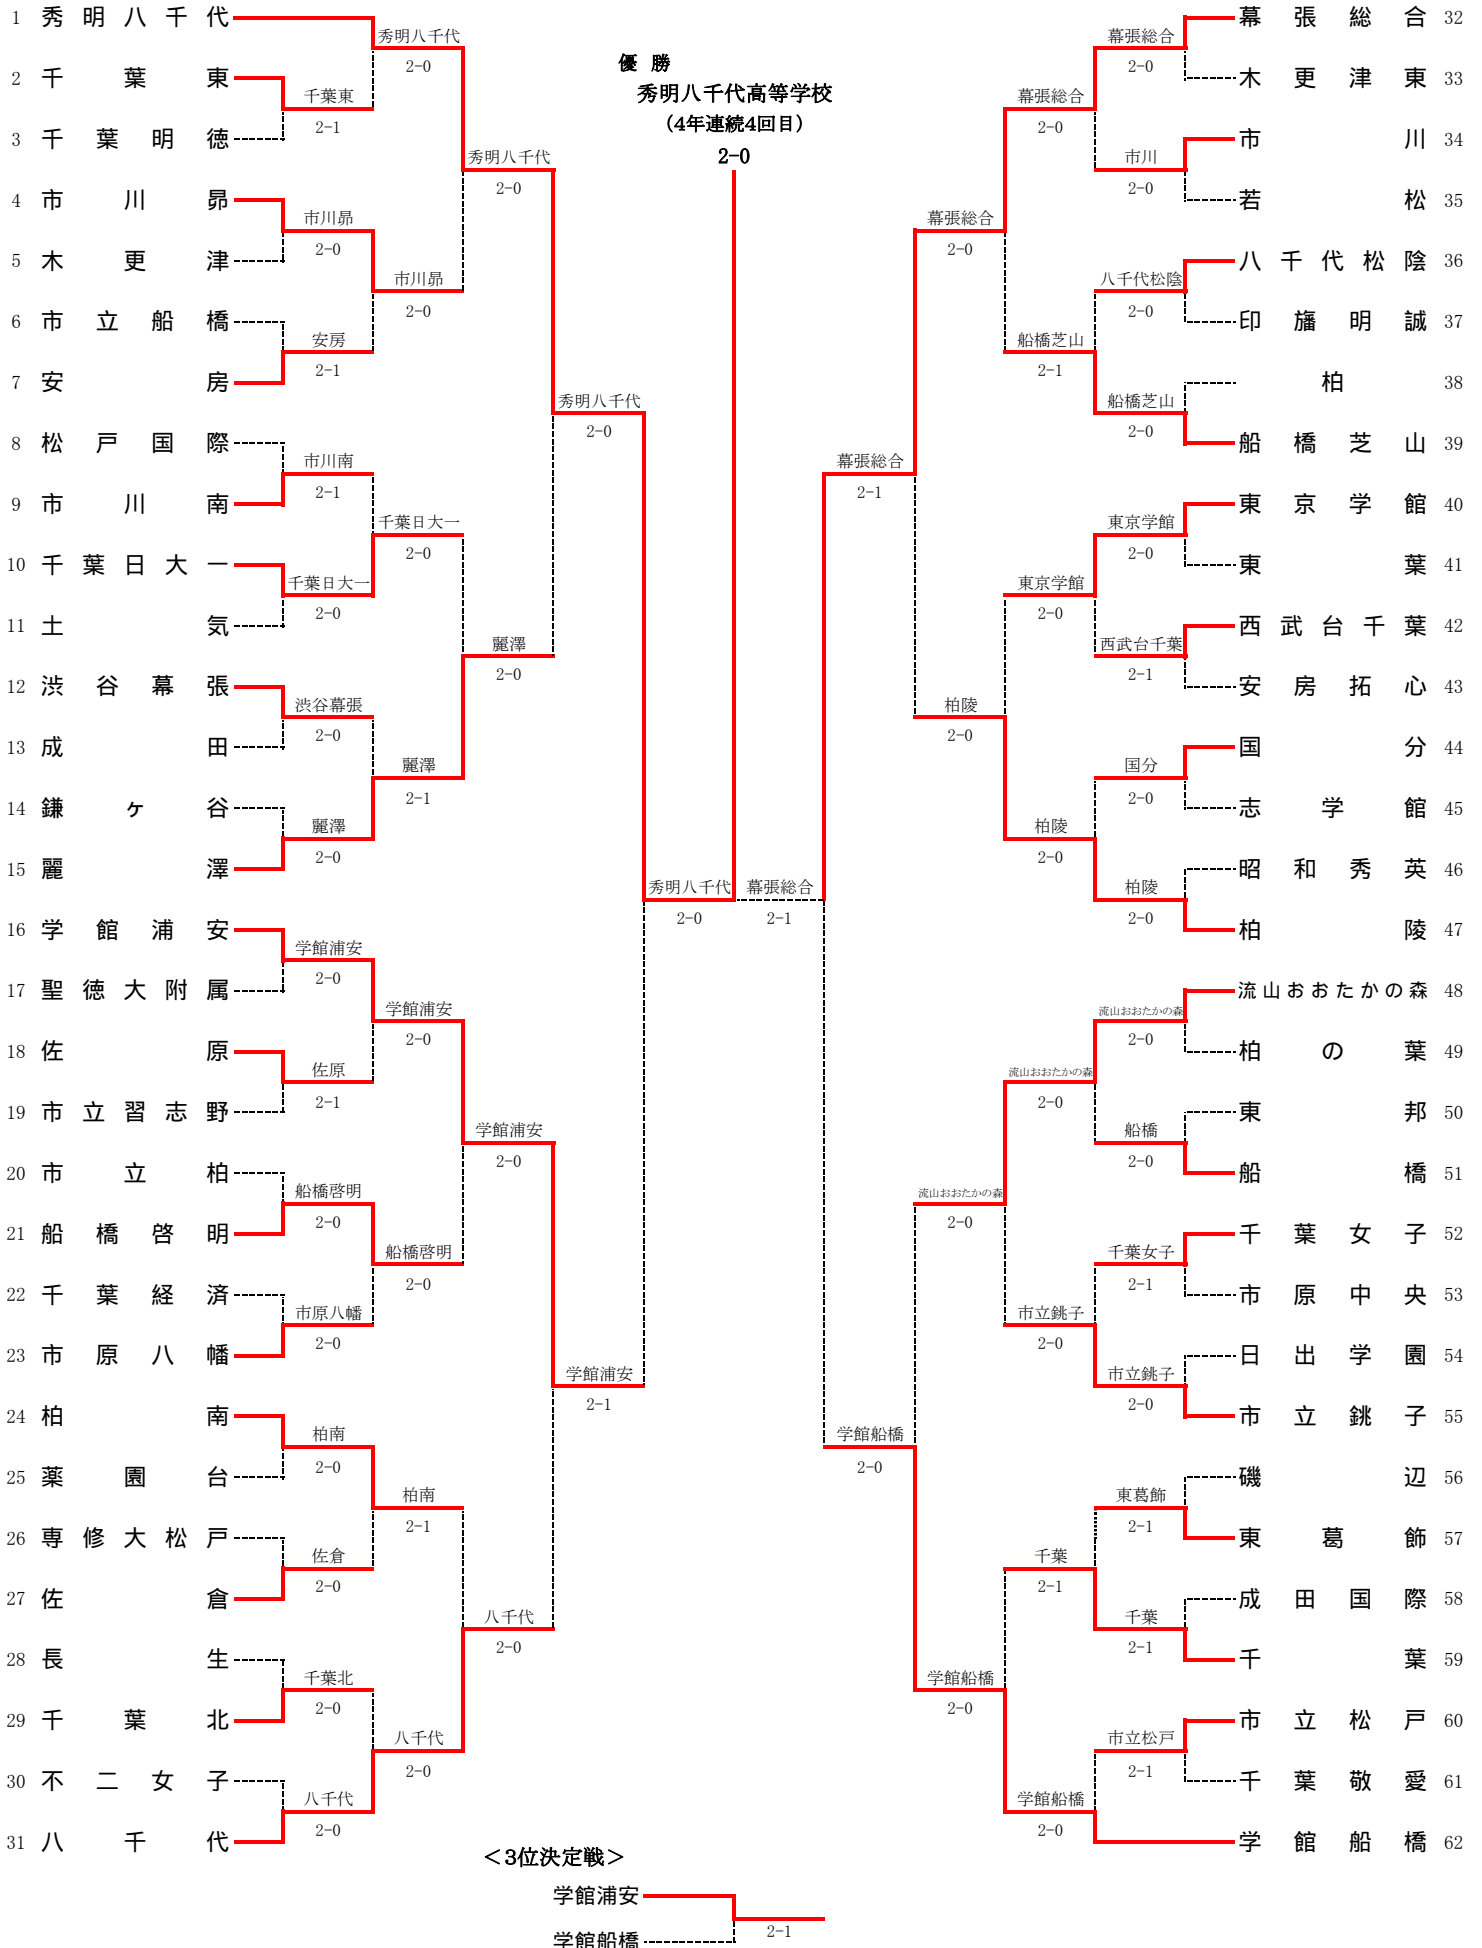 優 勝
秀明八千代高等学校
(4年連続4回目)
2-0
1 秀明八千代
2 千葉東
3 千葉明徳
4 市川昴
5 木更津
6 市立船橋
7 安房
8 松戸国際
9 市川南
10 千葉日大一
11 土気
12 渋谷幕張
13 成田
14 鎌ヶ谷
15 麗澤
16 学館浦安
17 聖徳大附属
18 佐原
19 市立習志野
20 市立柏
21 船橋啓明
22 千葉経済
23 市原八幡
24 柏南
25 薬園台
26 専修大松戸
27 佐倉
28 長生
29 千葉北
30 不二女子
31 八千代
千葉東
2-1
市川昴
2-0
安房
2-1
市川南
2-1
千葉日大一
2-0
渋谷幕張
2-0
麗澤
2-0
学館浦安
2-0
佐原
2-1
船橋啓明
2-0
市原八幡
2-0
柏南
2-0
佐倉
2-0
千葉北
2-0
八千代
2-0
秀明八千代
2-0
市川昴
2-0
千葉日大一
2-0
麗澤
2-1
学館浦安
2-0
船橋啓明
2-0
柏南
2-1
八千代
2-0
秀明八千代
2-0
麗澤
2-0
学館浦安
2-0
八千代
2-0
秀明八千代
2-0
学館浦安
2-1
秀明八千代
2-0
幕張総合
2-1
幕張総合
2-1
学館船橋
2-0
幕張総合
2-0
柏陵
2-0
流山おおたかの森
2-0
学館船橋
2-0
幕張総合
2-0
船橋芝山
2-1
東京学館
2-0
柏陵
2-0
流山おおたかの森
2-0
市立銚子
2-0
千葉
2-1
学館船橋
2-0
幕張総合
2-0
市川
2-0
八千代松陰
2-0
船橋芝山
2-0
東京学館
2-0
西武台千葉
2-1
国分
2-0
柏陵
2-0
流山おおたかの森
2-0
船橋
2-0
千葉女子
2-1
市立銚子
2-0
東葛飾
2-1
千葉
2-1
市立松戸
2-1
幕張総合 32
木更津東 33
市川 34
若松 35
八千代松陰 36
印旛明誠 37
柏 38
船橋芝山 39
東京学館 40
東葉 41
西武台千葉 42
安房拓心 43
国分 44
志学館 45
昭和秀英 46
柏陵 47
流山おおたかの森 48
柏の葉 49
東邦 50
船橋 51
千葉女子 52
市原中央 53
日出学園 54
市立銚子 55
磯辺 56
東葛飾 57
成田国際 58
千葉 59
市立松戸 60
千葉敬愛 61
学館船橋 62
＜3位決定戦＞
学館浦安
学館船橋
2-1